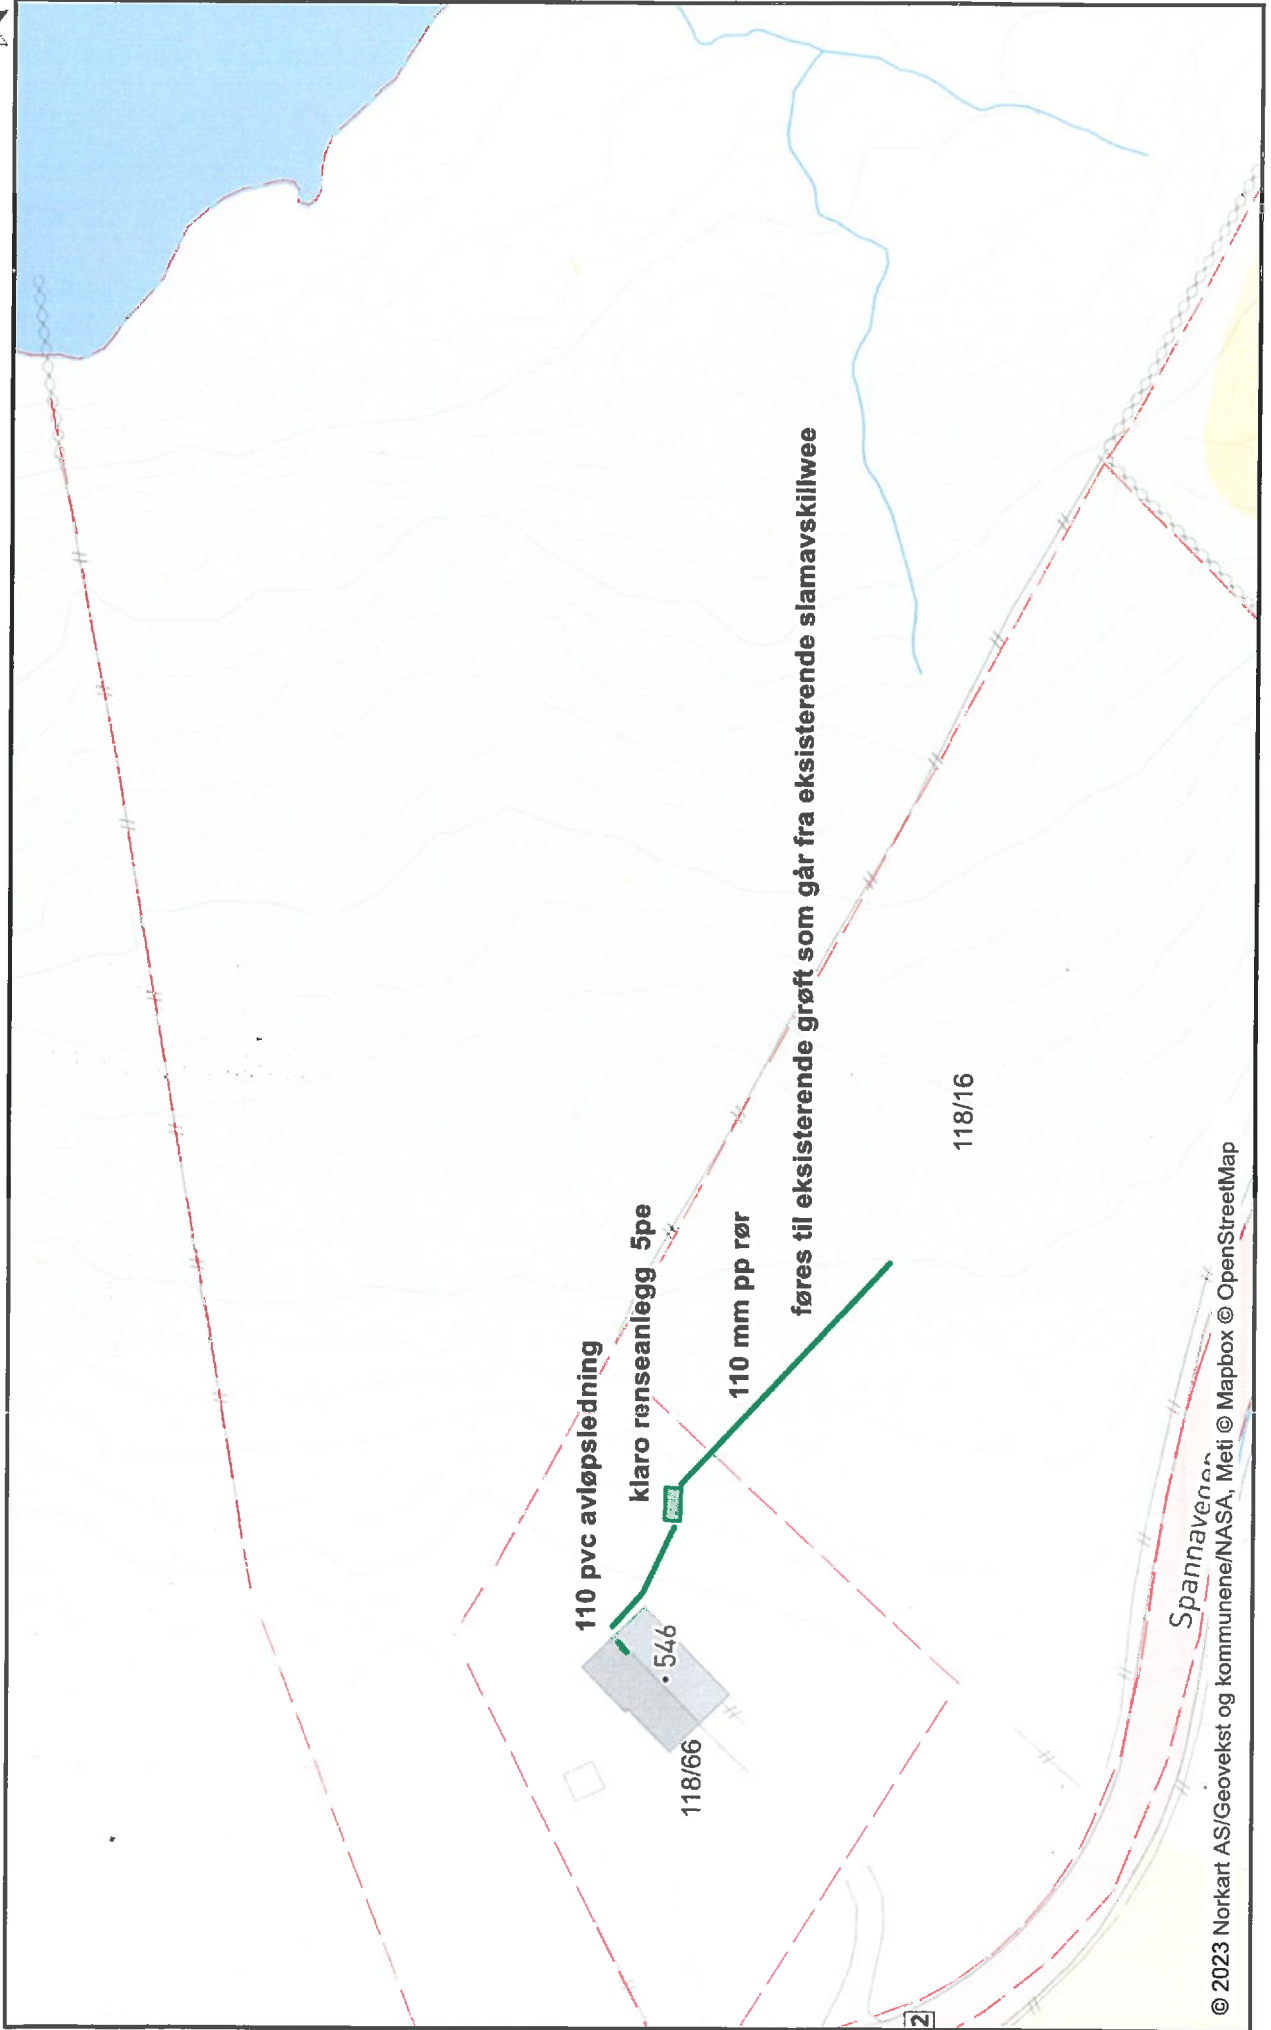 110 pvc avløpsledning
klaro renseanlegg 5pe
110 mm pp rør
føres til eksisterende grøft som går fra eksisterende slamavskillwee
546
118/66
118/16
Spannavegen
2
© 2023 Norkart AS/Geovekst og kommunene/NASA, Meti © Mapbox © OpenStreetMap